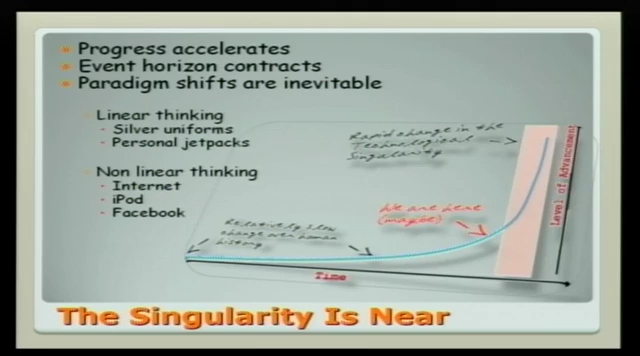 Progress accelerates
Event horizon contracts
Paradigm shifts are inevitable
Linear thinking
Silver uniforms
Personal jetpacks
Non linear thinking
Internet
iPod
Facebook
Rapid change in the
Technological
Singularity
We are here
(maybe)
Relatively slow
change over human
history
Level of Advancement
Time
The Singularity Is Near